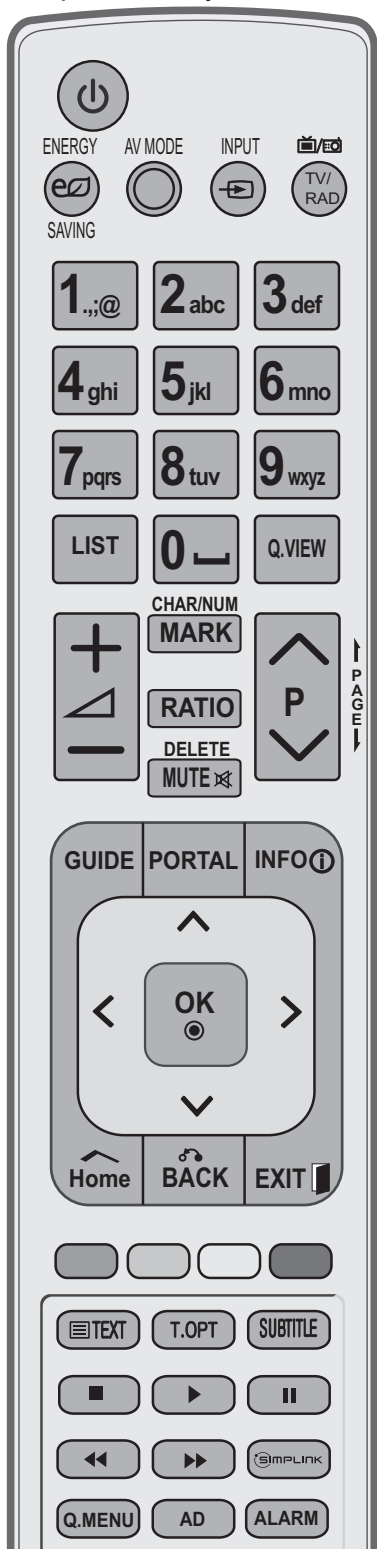 ENERGY AV MODE INPUT
TV/
RAD
SAVING
1.,;@ 2abc 3def
4ghi 5jkl 6mno
7pqrs 8tuv 9wxyz
LIST 0 Q.VIEW
CHAR/NUM
MARK
P
PAGE
RATIO
DELETE
MUTE
GUIDE PORTAL INFO
OK
Home BACK EXIT
TEXT T.OPT SUBTITLE
SIMPLINK
Q.MENU AD ALARM